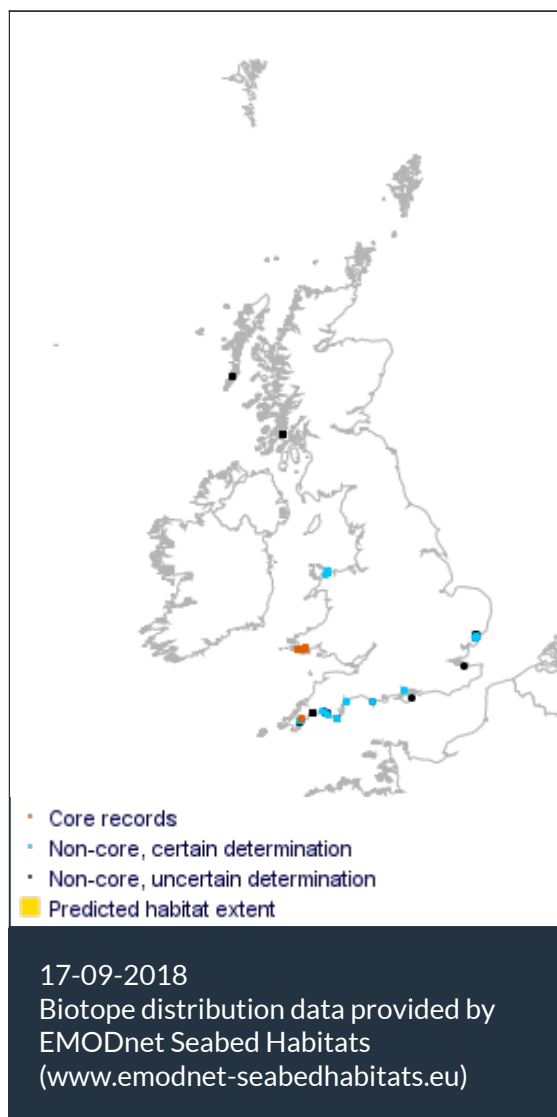 Core records
Non-core, certain determination
Non-core, uncertain determination
Predicted habitat extent
17-09-2018
Biotope distribution data provided by
EMODnet Seabed Habitats
(www.emodnet-seabedhabitats.eu)